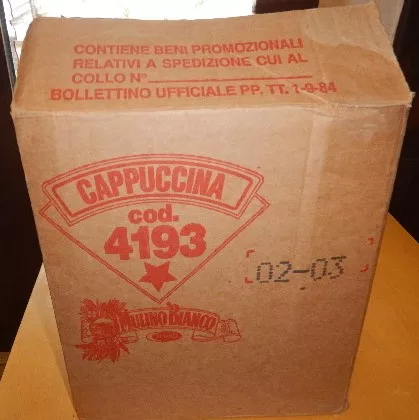 CONTIENE BENI PROMOZIONALI
RELATIVI A SPEDIZIONE CUI AL
COLLO N°
BOLLETTINO UFFICIALE PP. TT. 1-9-84
CAPPUCCINA
cod.
4193
02-03
MULINO BIANCO